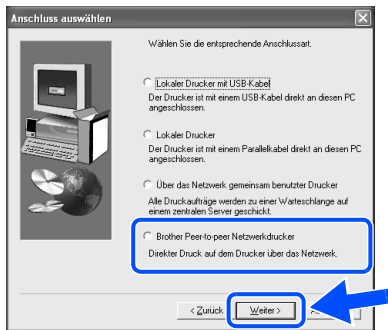 Anschluss auswählen
Wählen Sie die entsprechende Anschlussart.
Lokaler Drucker mit USB-Kabel
Der Drucker ist mit einem USB-Kabel direkt an diesen PC
angeschlossen.
Lokaler Drucker
Der Drucker ist mit einem Parallelkabel direkt an diesen PC
angeschlossen.
Über das Netzwerk gemeinsam benutzter Drucker
Alle Druckaufträge werden zu einer Warteschlange auf
einem zentralen Server geschickt.
Brother Peer-to-peer Netzwerkdrucker
Direkter Druck auf dem Drucker über das Netzwerk.
< Zurück Weiter >